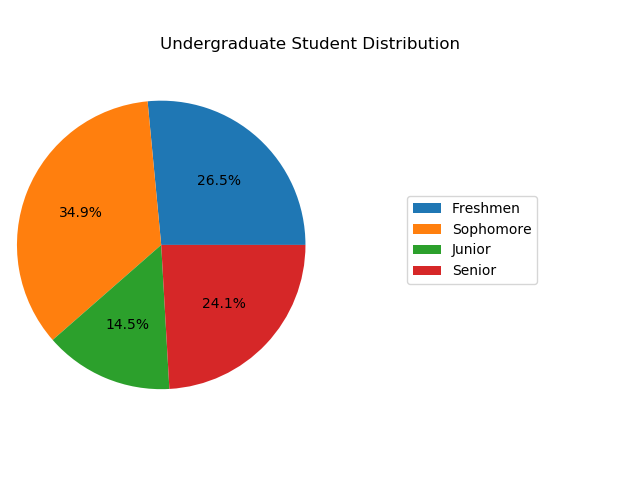 Undergraduate Student Distribution
26.5%
34.9%
14.5%
24.1%
Freshmen
Sophomore
Junior
Senior